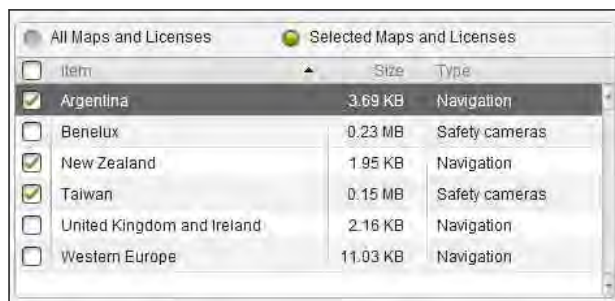 All Maps and Licenses Selected Maps and Licenses
Item Size Type
Argentina 3.69 KB Navigation
Benelux 0.23 MB Safety cameras
New Zealand 1.95 KB Navigation
Taiwan 0.15 MB Safety cameras
United Kingdom and Ireland 2.16 KB Navigation
Western Europe 11.03 KB Navigation